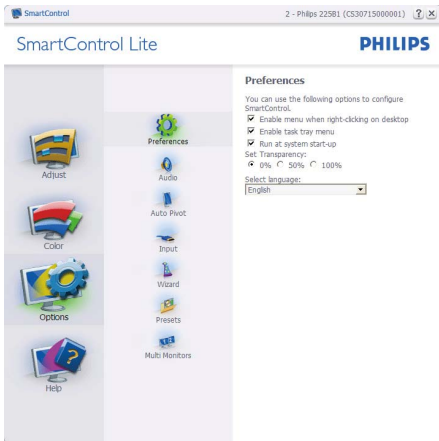 SmartControl
2 - Philips 225B1 (CS30715000001)
SmartControl Lite
PHILIPS
Adjust
Color
Options
Help
Preferences
Audio
Auto Pivot
Input
Wizard
Presets
Multi Monitors
Preferences
You can use the following options to configure
SmartControl.
Enable menu when right-clicking on desktop
Enable task tray menu
Run at system start-up
Set Transparency:
0% 50% 100%
Select language:
English